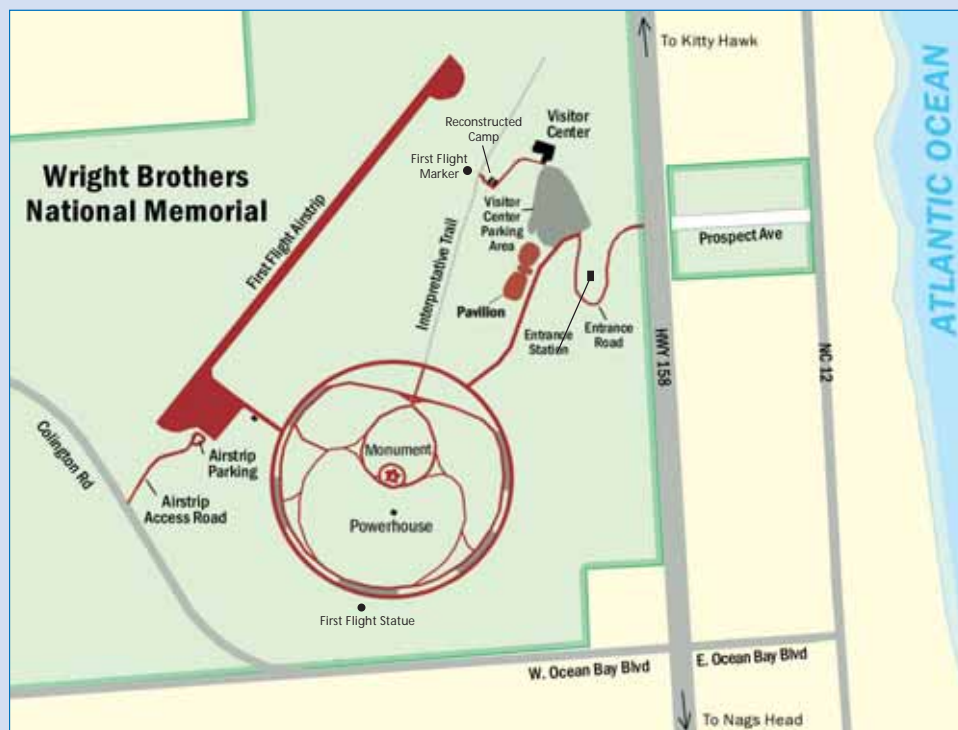 To Kitty Hawk
ATLANTIC OCEAN
Visitor
Center
Reconstructed
Camp
First Flight
Marker
Wright Brothers
National Memorial
Visitor
Center
Parking
Area
Prospect Ave
First Flight Airstrip
Interpretative Trail
Pavilion
Entrance
Station
Entrance
Road
HWY 158
NC 12
Colington Rd
Airstrip
Parking
Monument
Airstrip
Access Road
Powerhouse
First Flight Statue
W. Ocean Bay Blvd
E. Ocean Bay Blvd
To Nags Head